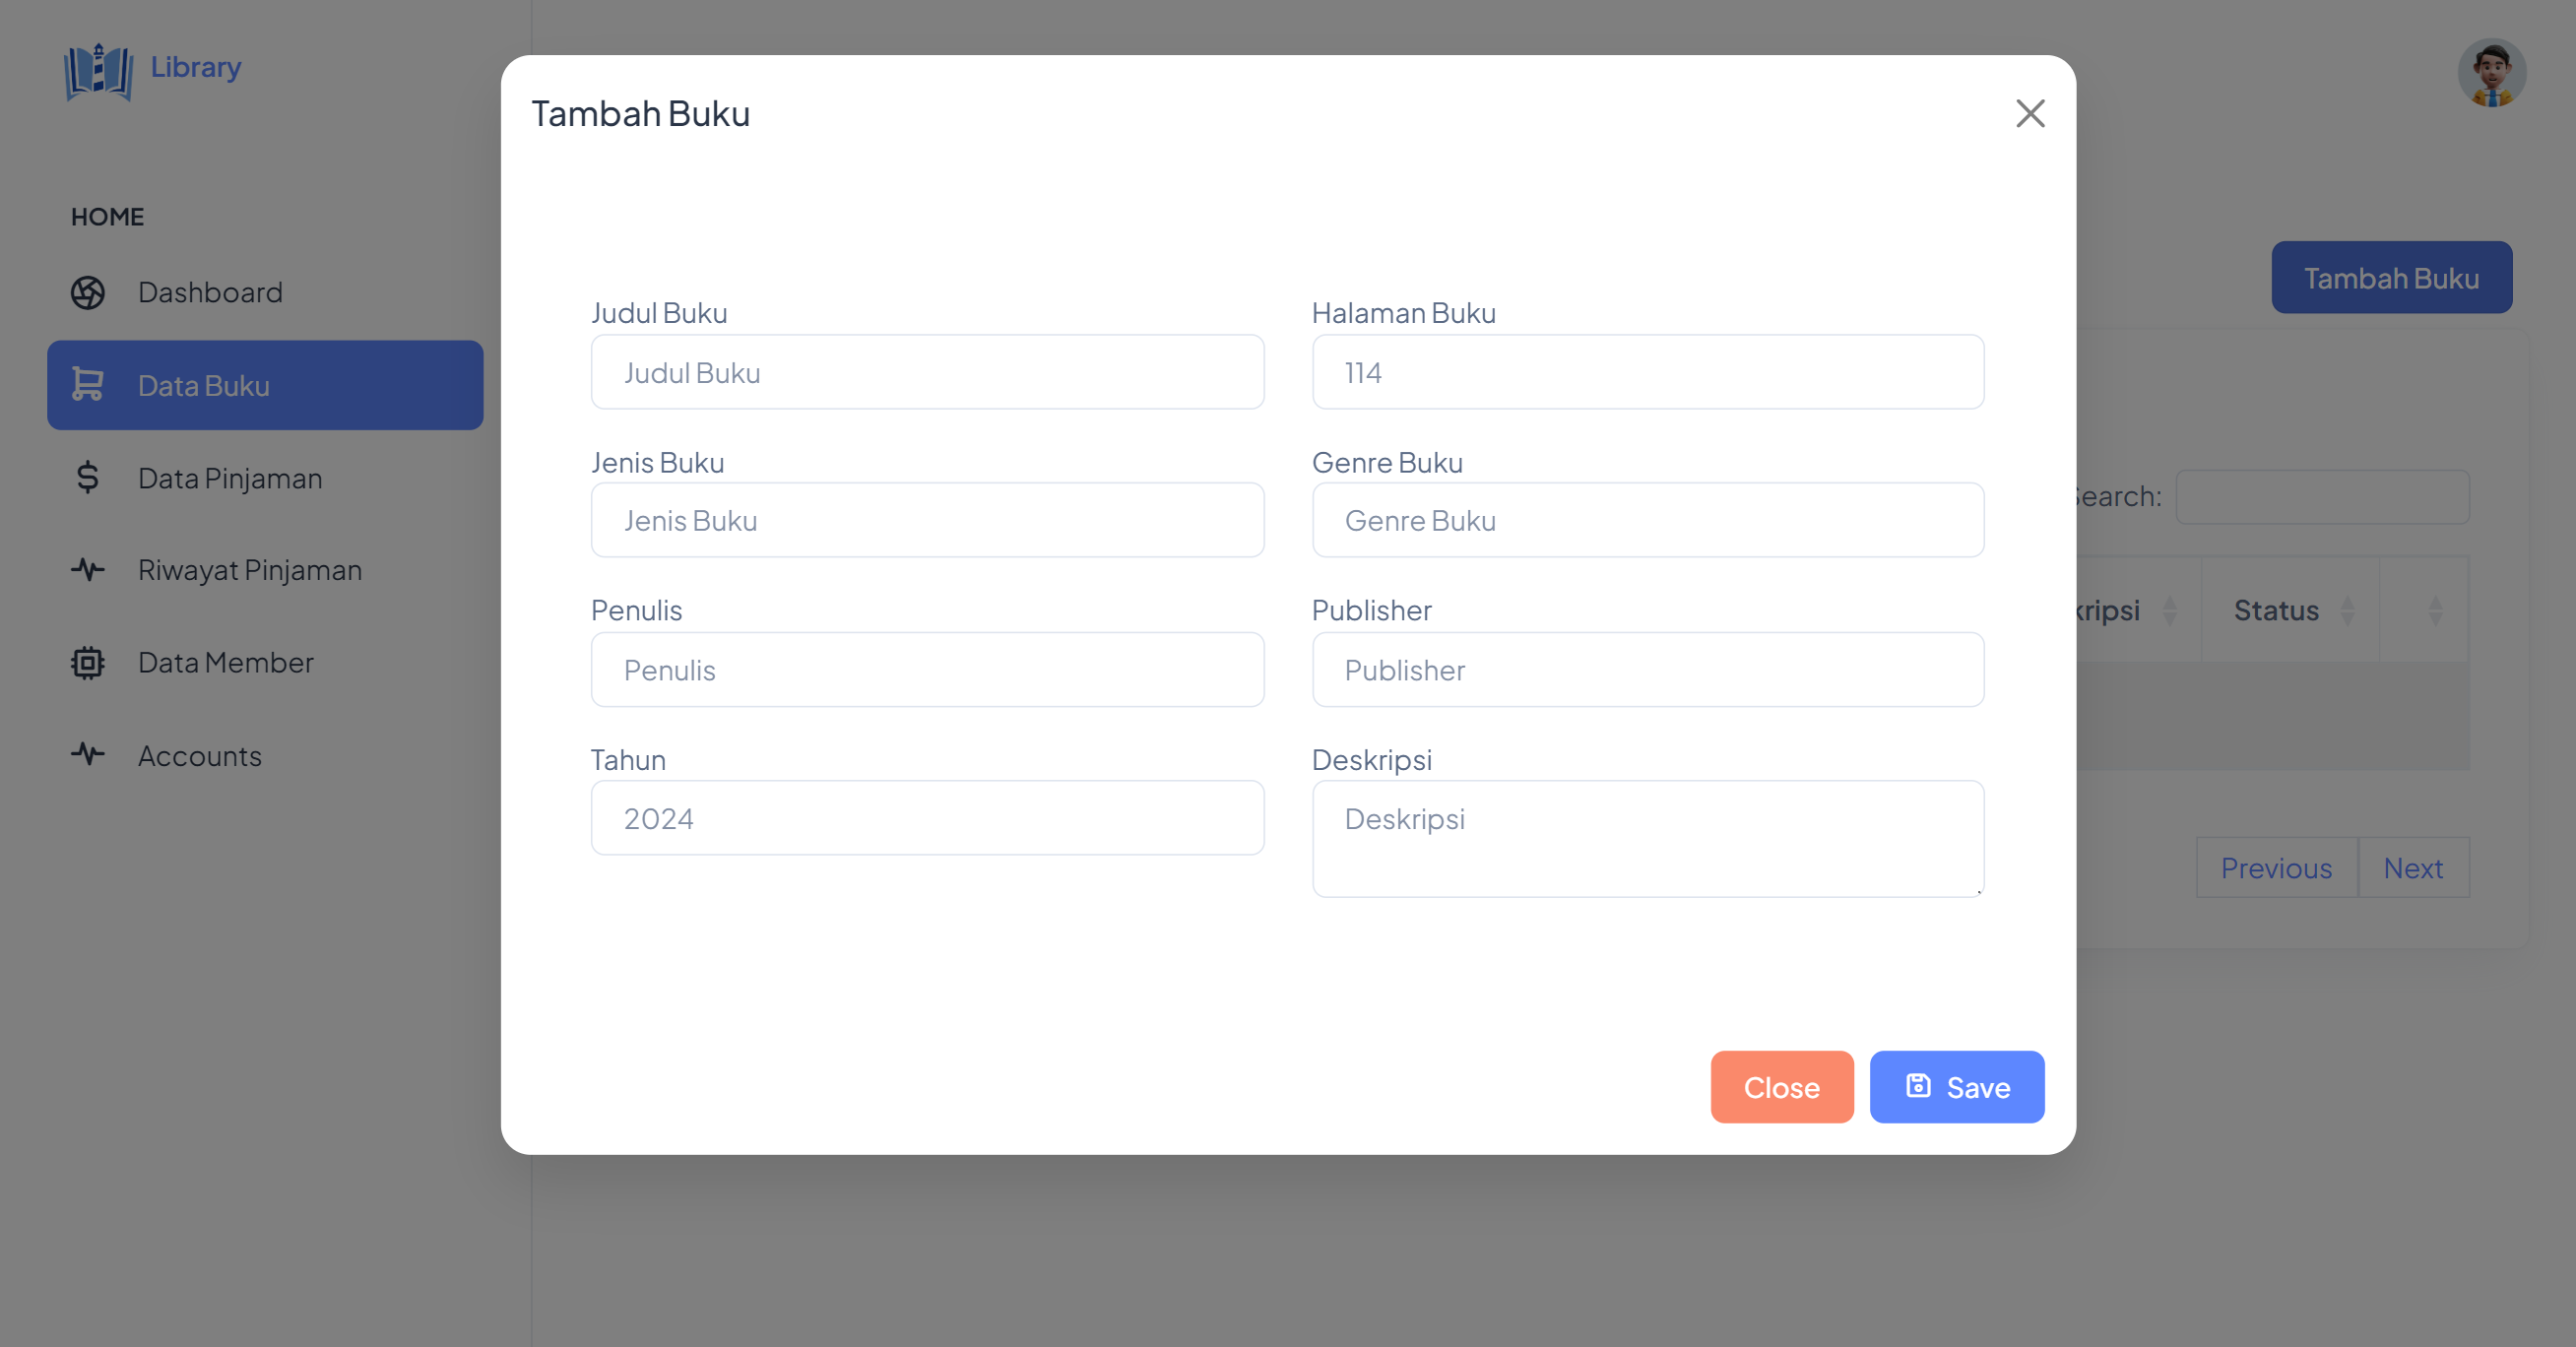 Library
HOME
Dashboard
Data Buku
Data Pinjaman
Riwayat Pinjaman
Data Member
Accounts
Tambah Buku
Judul Buku
Judul Buku
Halaman Buku
114
Jenis Buku
Jenis Buku
Genre Buku
Genre Buku
Penulis
Penulis
Publisher
Publisher
Tahun
2024
Deskripsi
Deskripsi
Close
Save
Tambah Buku
Search:
kripsi
Status
Previous
Next